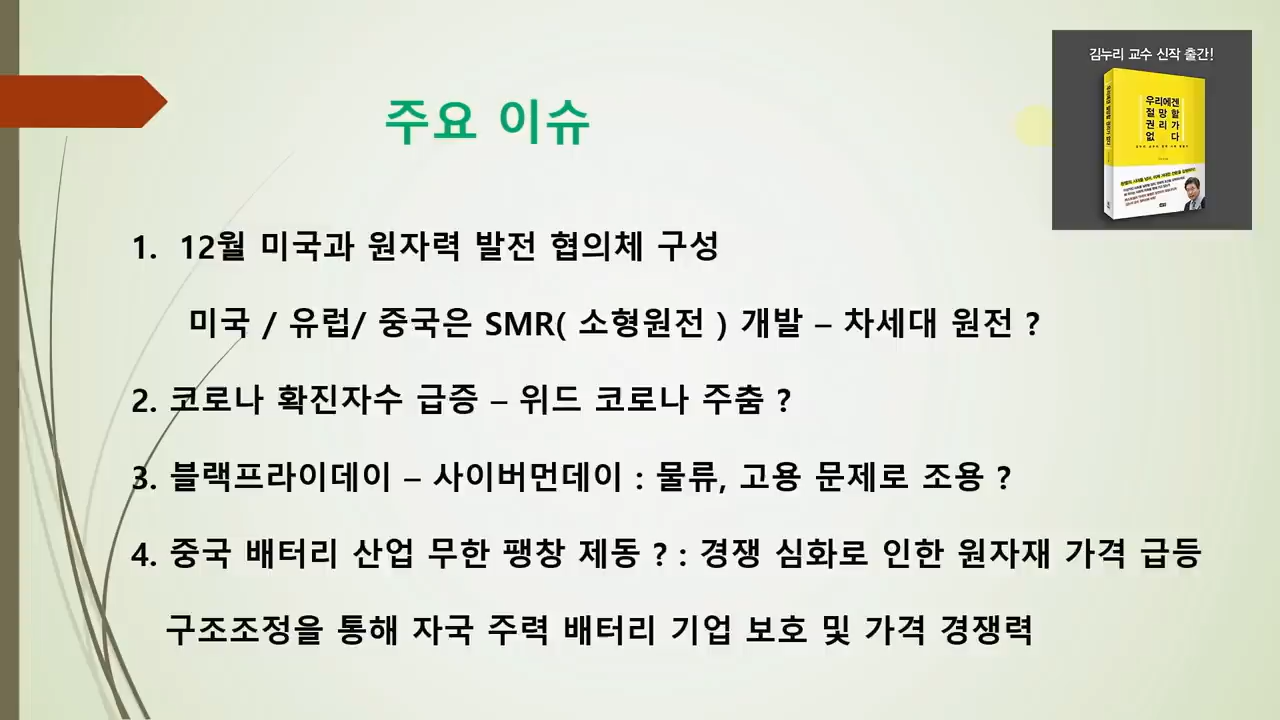 주요 이슈
김누리 교수 신작 출간!
우리에겐
절망할
권리가
없다
1. 12월 미국과 원자력 발전 협의체 구성
미국 / 유럽/ 중국은 SMR( 소형원전 ) 개발 – 차세대 원전 ?
2. 코로나 확진자수 급증 – 위드 코로나 주춤 ?
3. 블랙프라이데이 – 사이버먼데이 : 물류, 고용 문제로 조용 ?
4. 중국 배터리 산업 무한 팽창 제동 ? : 경쟁 심화로 인한 원자재 가격 급등
구조조정을 통해 자국 주력 배터리 기업 보호 및 가격 경쟁력